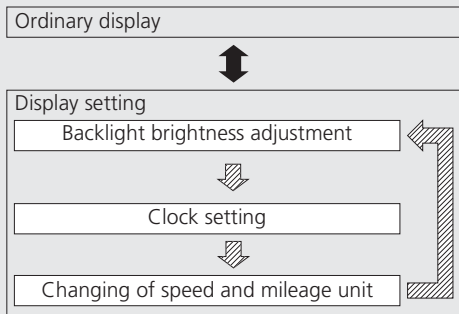 Ordinary display
Display setting
Backlight brightness adjustment
Clock setting
Changing of speed and mileage unit